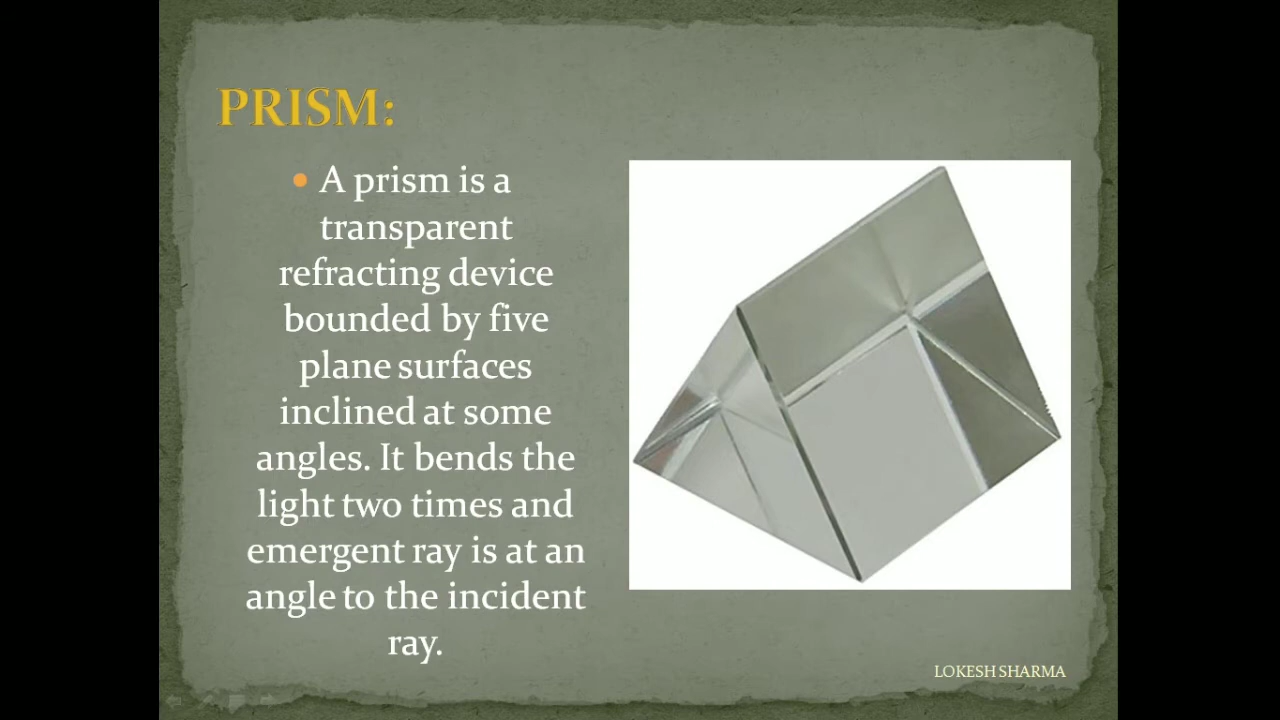 PRISM:
• A prism is a
transparent
refracting device
bounded by five
plane surfaces
inclined at some
angles. It bends the
light two times and
emergent ray is at an
angle to the incident
ray.
LOKESH SHARMA